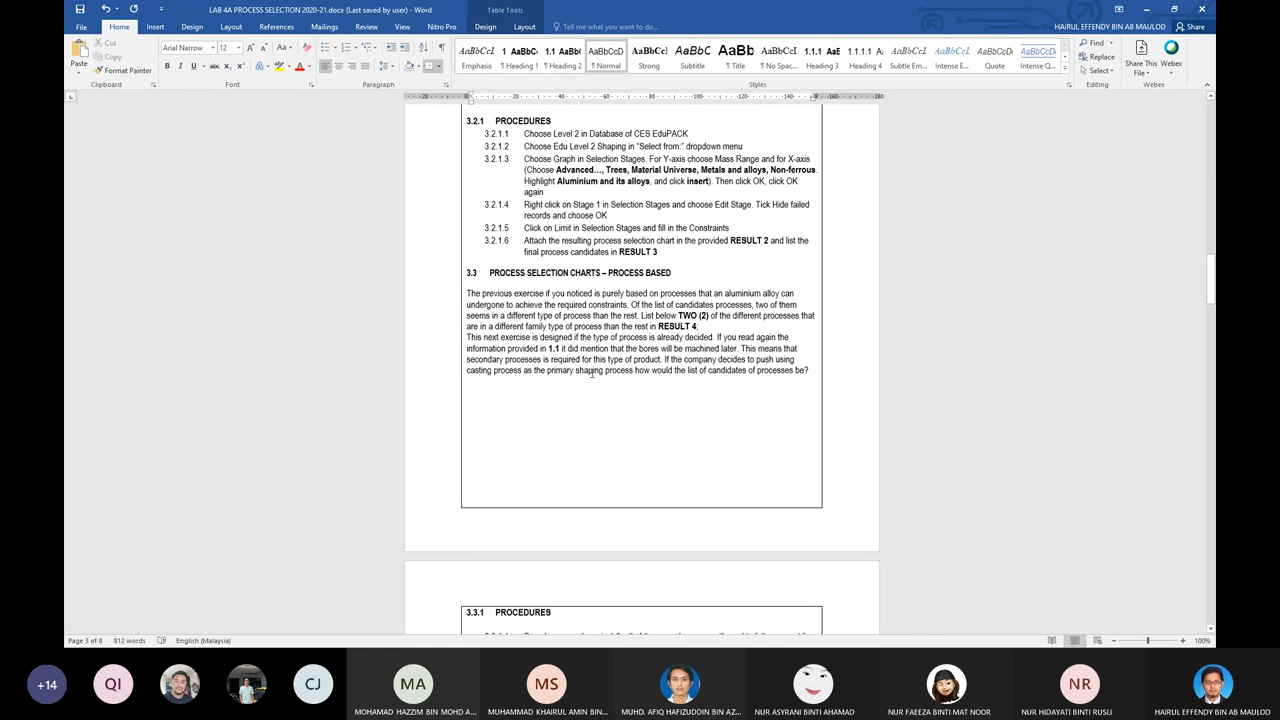 LAB 4A PROCESS SELECTION 2020-21.docx (Last saved by user) - Word
Table Tools
File Home Insert Design Layout References Mailings Review View Nitro Pro Design Layout Tell me what you want to do...
HAIRUL EFFENDY BIN AB MAULOD Share
Paste
Cut
Copy
Format Painter
Clipboard
Arial Narrow 12
Font
Paragraph
AaBbCcL Emphasis
1 AaBbCc ¶ Heading 1
1.1 AaBbC ¶ Heading 2
AaBbCcD ¶ Normal
AaBbCcI Strong
AaBbC Subtitle
AaBb ¶ Title
AaBbCcI ¶ No Spac...
1.1.1 Aa Heading 3
1.1.1.1 A Heading 4
AaBbCcL Subtle Em...
AaBbCcL Intense E...
AaBbCcD Quote
AaBbCcDc Intense Q...
Styles
Find
Replace
Select
Editing
Share This File
Webex
Webex
3.2.1 PROCEDURES
3.2.1.1 Choose Level 2 in Database of CES EduPACK
3.2.1.2 Choose Edu Level 2 Shaping in "Select from:" dropdown menu
3.2.1.3 Choose Graph in Selection Stages. For Y-axis choose Mass Range and for X-axis
(Choose Advanced…, Trees, Material Universe, Metals and alloys, Non-ferrous.
Highlight Aluminium and its alloys, and click insert). Then click OK, click OK
again
3.2.1.4 Right click on Stage 1 in Selection Stages and choose Edit Stage. Tick Hide failed
records and choose OK
3.2.1.5 Click on Limit in Selection Stages and fill in the Constraints
3.2.1.6 Attach the resulting process selection chart in the provided RESULT 2 and list the
final process candidates in RESULT 3
3.3 PROCESS SELECTION CHARTS – PROCESS BASED
The previous exercise if you noticed is purely based on processes that an aluminium alloy can
undergone to achieve the required constraints. Of the list of candidates processes, two of them
seems in a different type of process than the rest. List below TWO (2) of the different processes that
are in a different family type of process than the rest in RESULT 4;
This next exercise is designed if the type of process is already decided. If you read again the
information provided in 1.1 it did mention that the bores will be machined later. This means that
secondary processes is required for this type of product. If the company decides to push using
casting process as the primary shaping process how would the list of candidates of processes be?
3.3.1 PROCEDURES
Page 3 of 8 812 words English (Malaysia) 100%
+14
QI
CJ
MA
MS
NR
MOHAMAD HAZZIM BIN MOHD A...
MUHAMMAD KHAIRUL AMIN BIN...
MUHD. AFIQ HAFIZUDDIN BIN AZ...
NUR ASYRANI BINTI AHAMAD
NUR FAEEZA BINTI MAT NOOR
NUR HIDAYATI BINTI RUSLI
HAIRUL EFFENDY BIN AB MAULOD